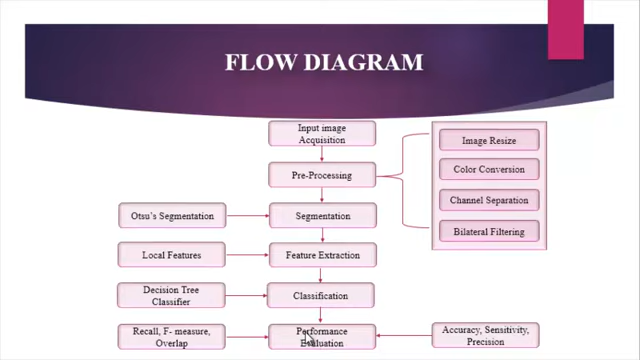 FLOW DIAGRAM
Input image
Acquisition
Pre-Processing
Image Resize
Color Conversion
Channel Separation
Bilateral Filtering
Otsu's Segmentation
Segmentation
Local Features
Feature Extraction
Decision Tree
Classifier
Classification
Recall, F- measure,
Overlap
Performance
Evaluation
Accuracy, Sensitivity,
Precision